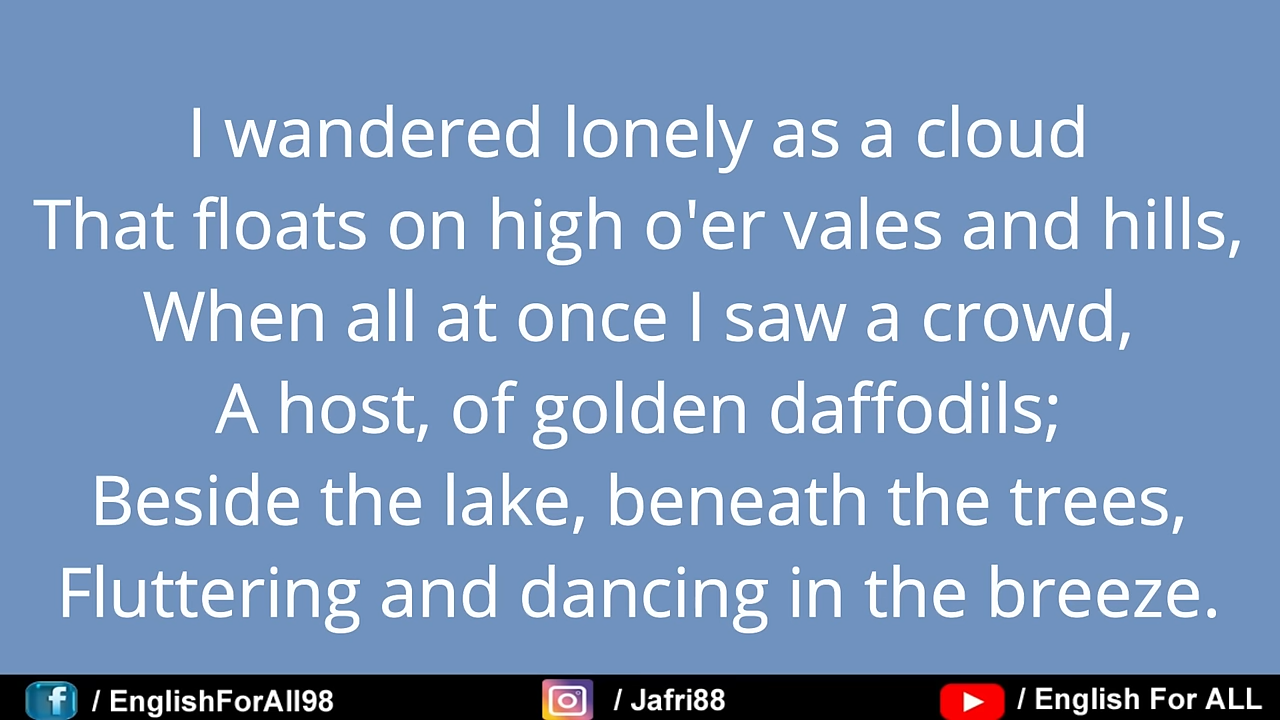 I wandered lonely as a cloud
That floats on high o'er vales and hills,
When all at once I saw a crowd,
A host, of golden daffodils;
Beside the lake, beneath the trees,
Fluttering and dancing in the breeze.
f / EnglishForAll98 / Jafri88 / English For ALL